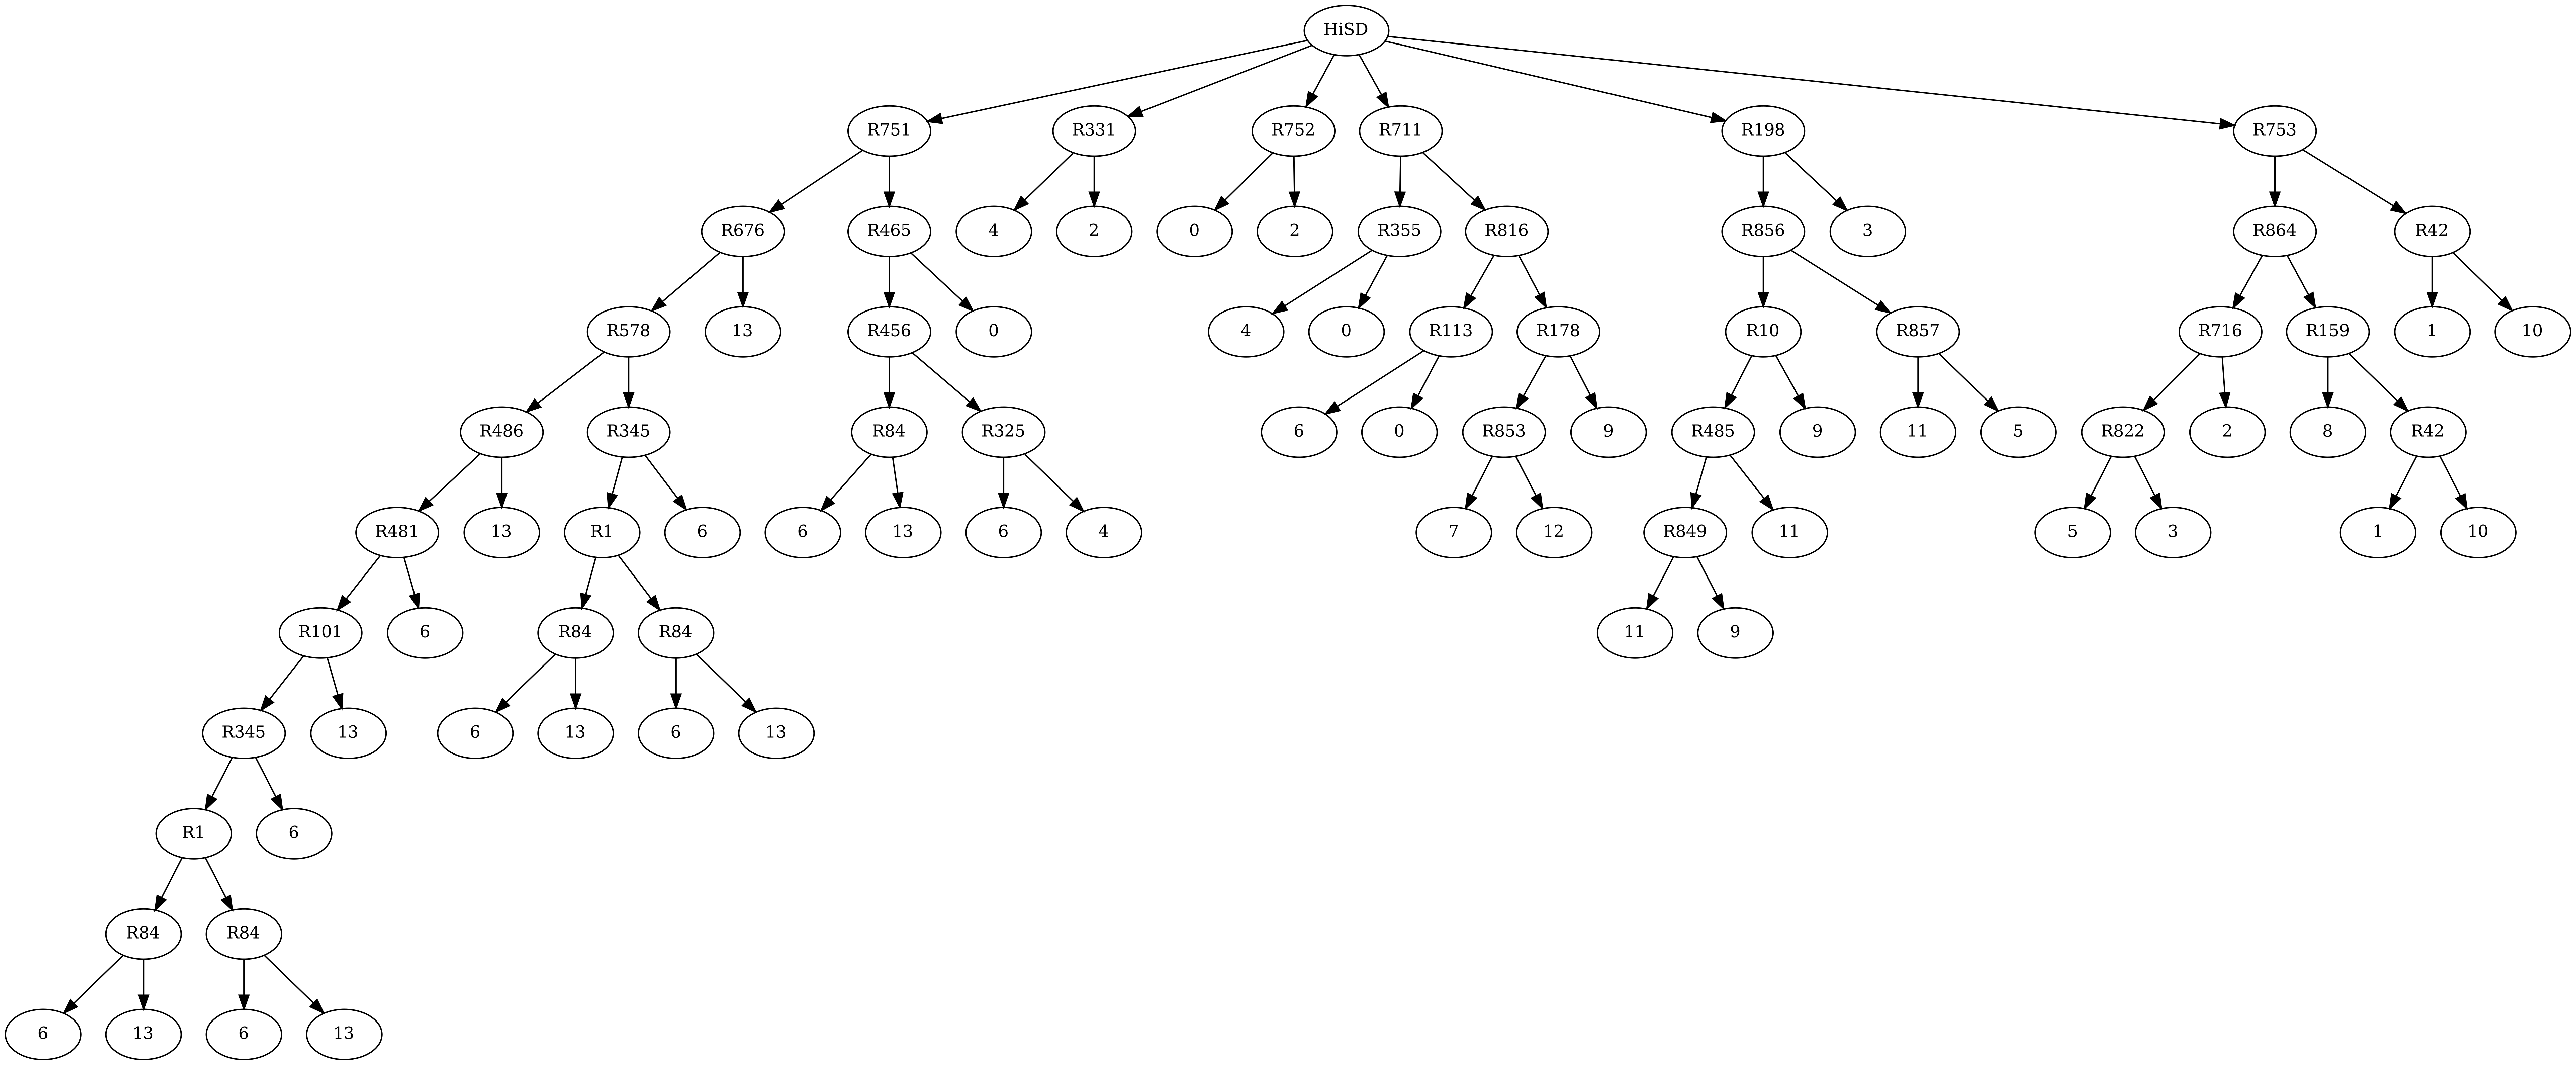 HiSD
R751 R331 R752 R711 R198 R753
R676 R465 4 2 0 2 R355 R816 R856 3 R864 R42
R578 13 R456 0 4 0 R113 R178 R10 R857 R716 R159 1 10
R486 R345 R84 R325 6 0 R853 9 R485 9 11 5 R822 2 8 R42
R481 13 R1 6 6 13 6 4 7 12 R849 11 5 3 1 10
R101 6 R84 R84 11 9
R345 13 6 13 6 13
R1 6
R84 R84
6 13 6 13